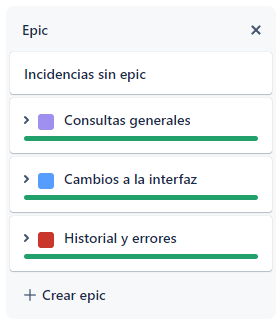 Epic
Incidencias sin epic
Consultas generales
Cambios a la interfaz
Historial y errores
Crear epic